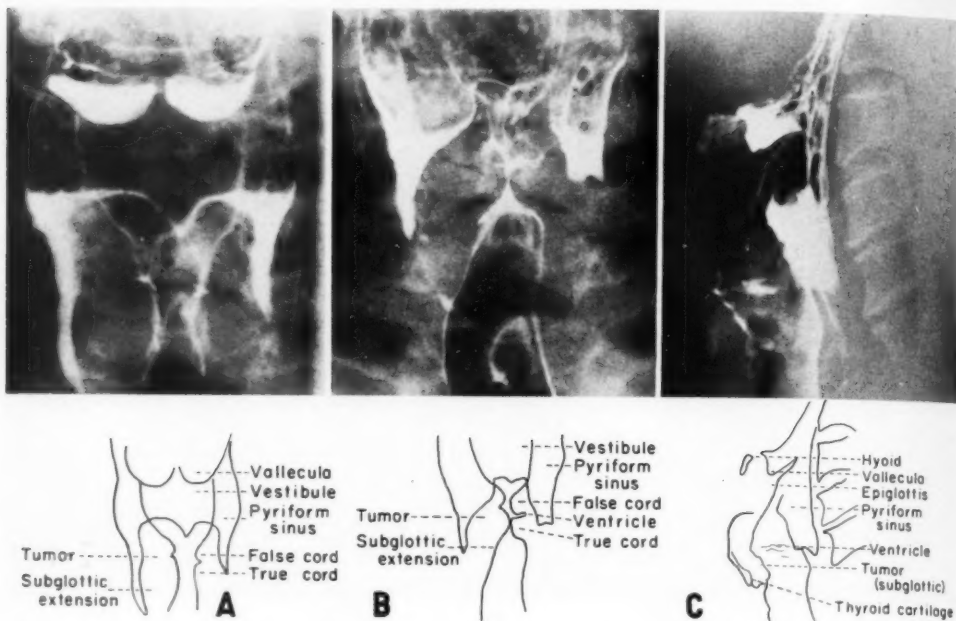 Vallecula
Vestibule
Pyriform
sinus
Tumor
False cord
True cord
Subglottic
extension
A
Vestibule
Pyriform
sinus
Tumor
False cord
Ventricle
Subglottic
extension
True cord
B
Hyoid
Vallecula
Epiglottis
Pyriform
sinus
Ventricle
Tumor
(subglottic)
Thyroid cartilage
C